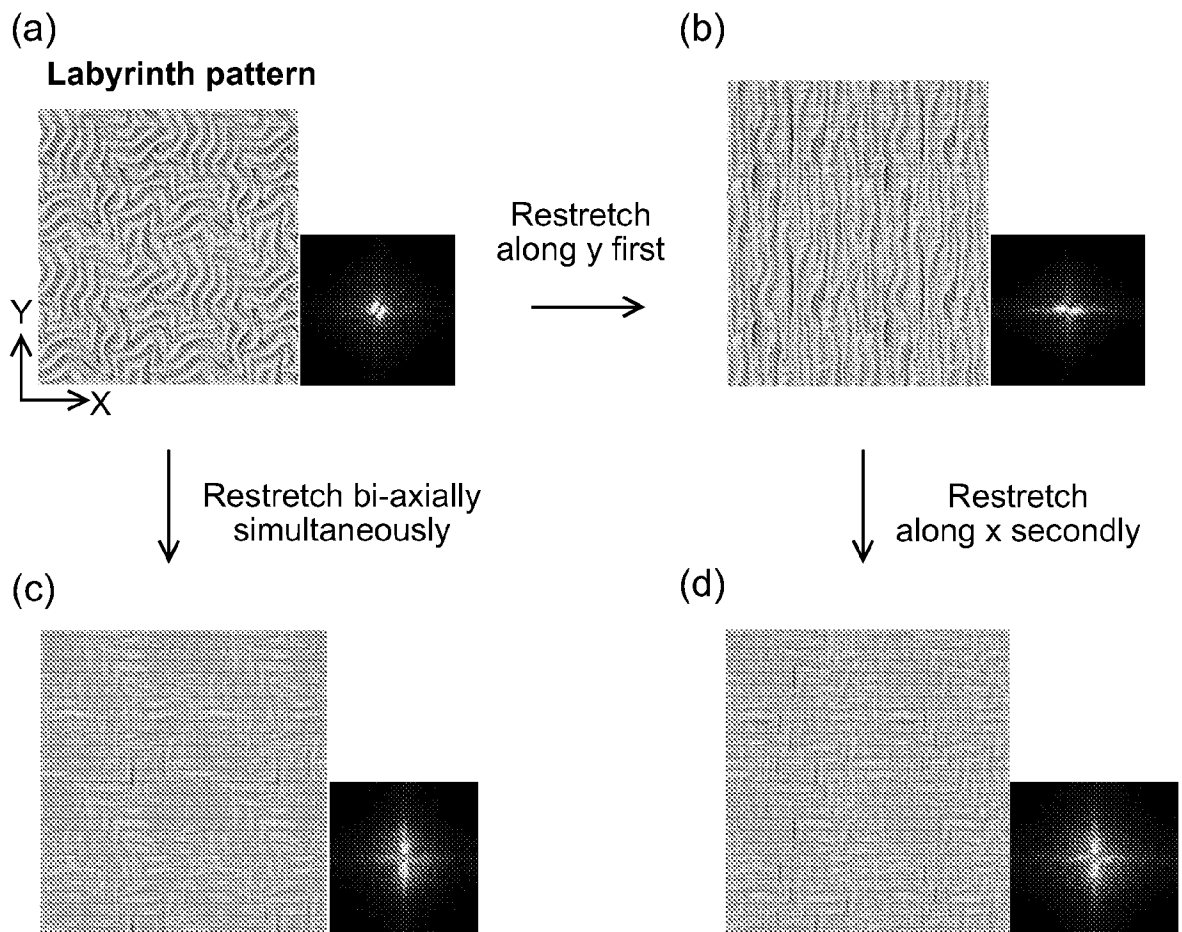 (a)
Labyrinth pattern
(b)
Restretch
along y first
Y
X
Restretch bi-axially
simultaneously
Restretch
along x secondly
(c)
(d)